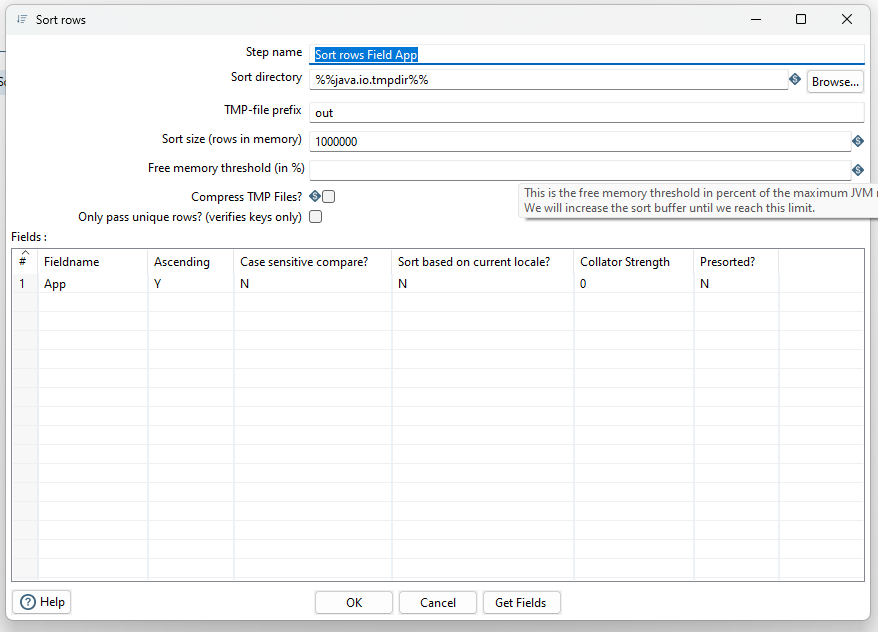 Sort rows
Step name Sort rows Field App
Sort directory %%java.io.tmpdir%% Browse...
TMP-file prefix out
Sort size (rows in memory) 1000000
Free memory threshold (in %)
This is the free memory threshold in percent of the maximum JVM
We will increase the sort buffer until we reach this limit.
Compress TMP Files?
Only pass unique rows? (verifies keys only)
Fields :
# Fieldname Ascending Case sensitive compare? Sort based on current locale? Collator Strength Presorted?
1 App Y N N 0 N
Help OK Cancel Get Fields